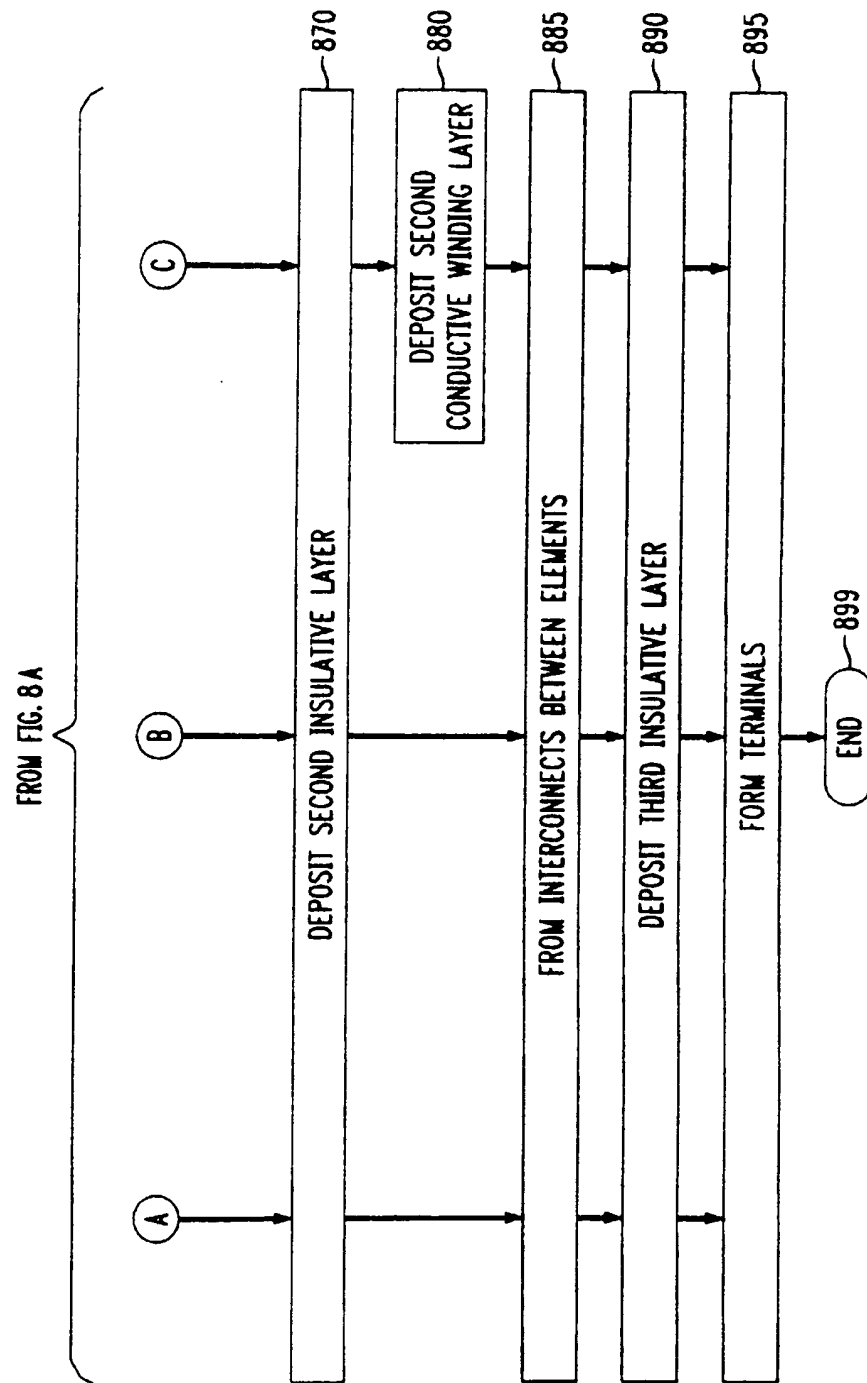 FROM FIG. 8A
A
B
C
DEPOSIT SECOND INSULATIVE LAYER
870
DEPOSIT SECOND
CONDUCTIVE WINDING LAYER
880
FROM INTERCONNECTS BETWEEN ELEMENTS
885
DEPOSIT THIRD INSULATIVE LAYER
890
FORM TERMINALS
895
END
899